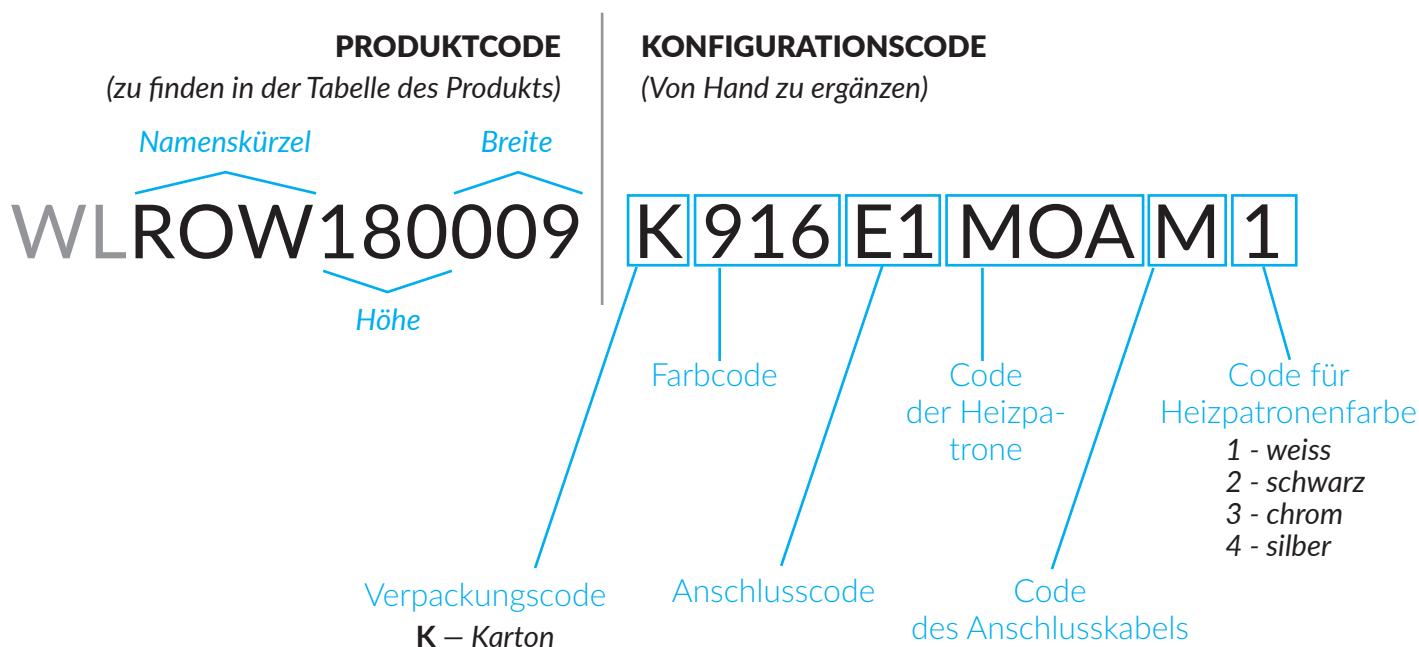 PRODUKTCODE
(zu finden in der Tabelle des Produkts)
KONFIGURATIONSCODE
(Von Hand zu ergänzen)
Namenskürzel
Breite
WLROW180009 K 916 E1 MOA M 1
Höhe
Farbcode
Code
der Heizpa-
trone
Code für
Heizpatronenfarbe
1 - weiss
2 - schwarz
3 - chrom
4 - silber
Verpackungscode
K – Karton
Anschlusscode
Code
des Anschlusskabels